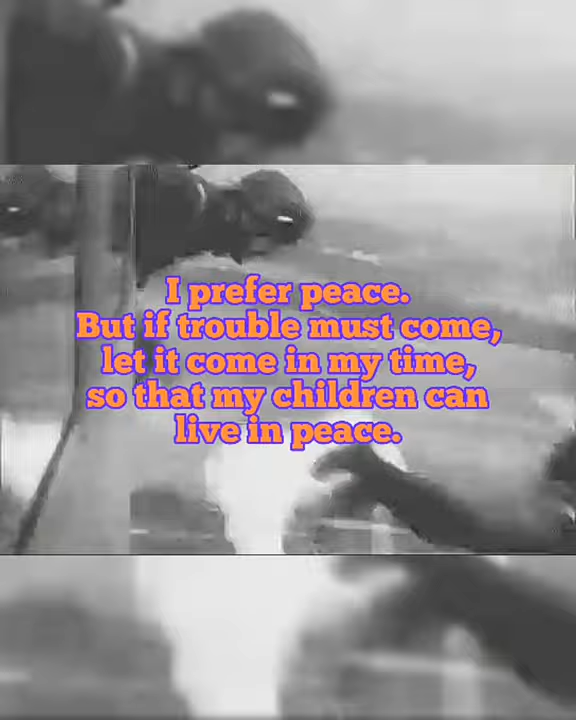 I prefer peace.
But if trouble must come,
let it come in my time,
so that my children can
live in peace.